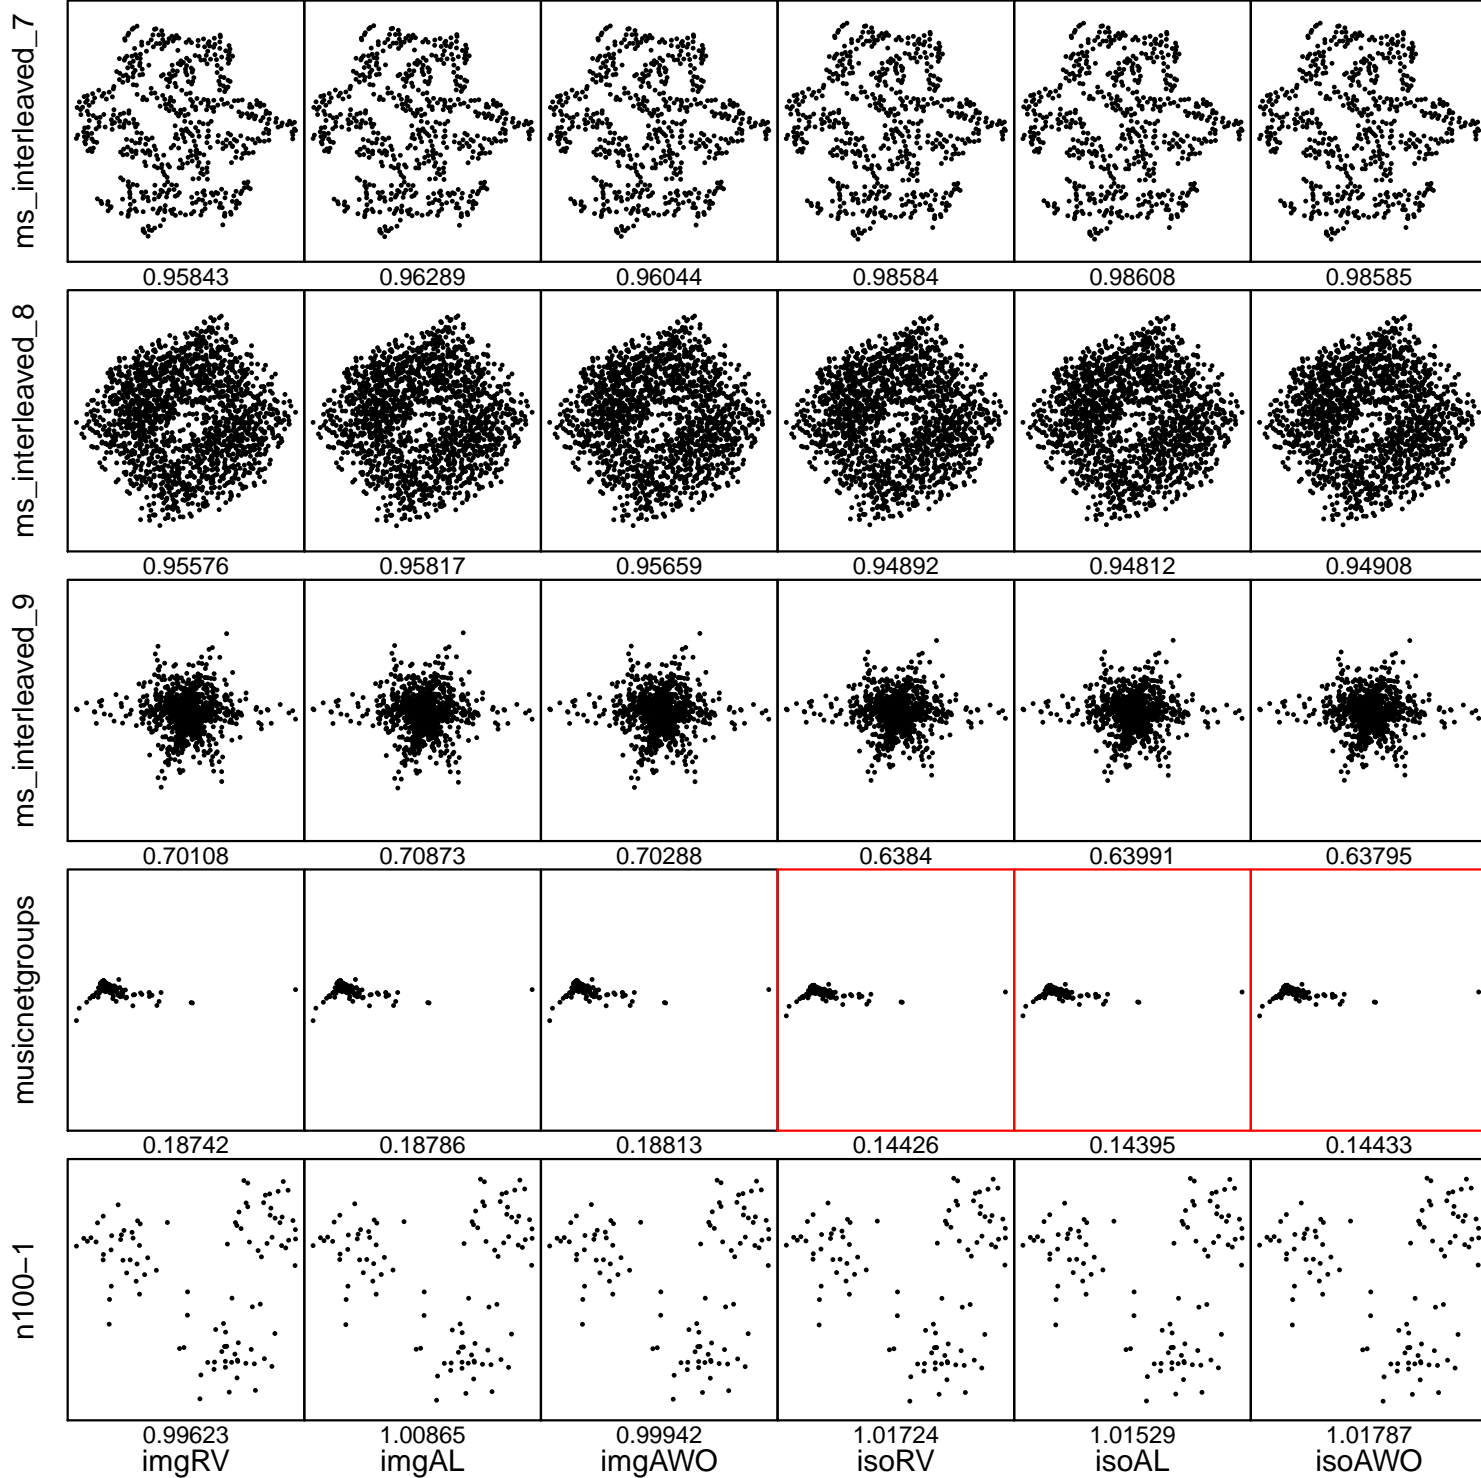 ms_interleaved_7
0.95843 0.96289 0.96044 0.98584 0.98608 0.98585
ms_interleaved_8
0.95576 0.95817 0.95659 0.94892 0.94812 0.94908
ms_interleaved_9
0.70108 0.70873 0.70288 0.6384 0.63991 0.63795
musicnetgroups
0.18742 0.18786 0.18813 0.14426 0.14395 0.14433
n100−1
0.99623 1.00865 0.99942 1.01724 1.01529 1.01787
imgRV imgAL imgAWO isoRV isoAL isoAWO